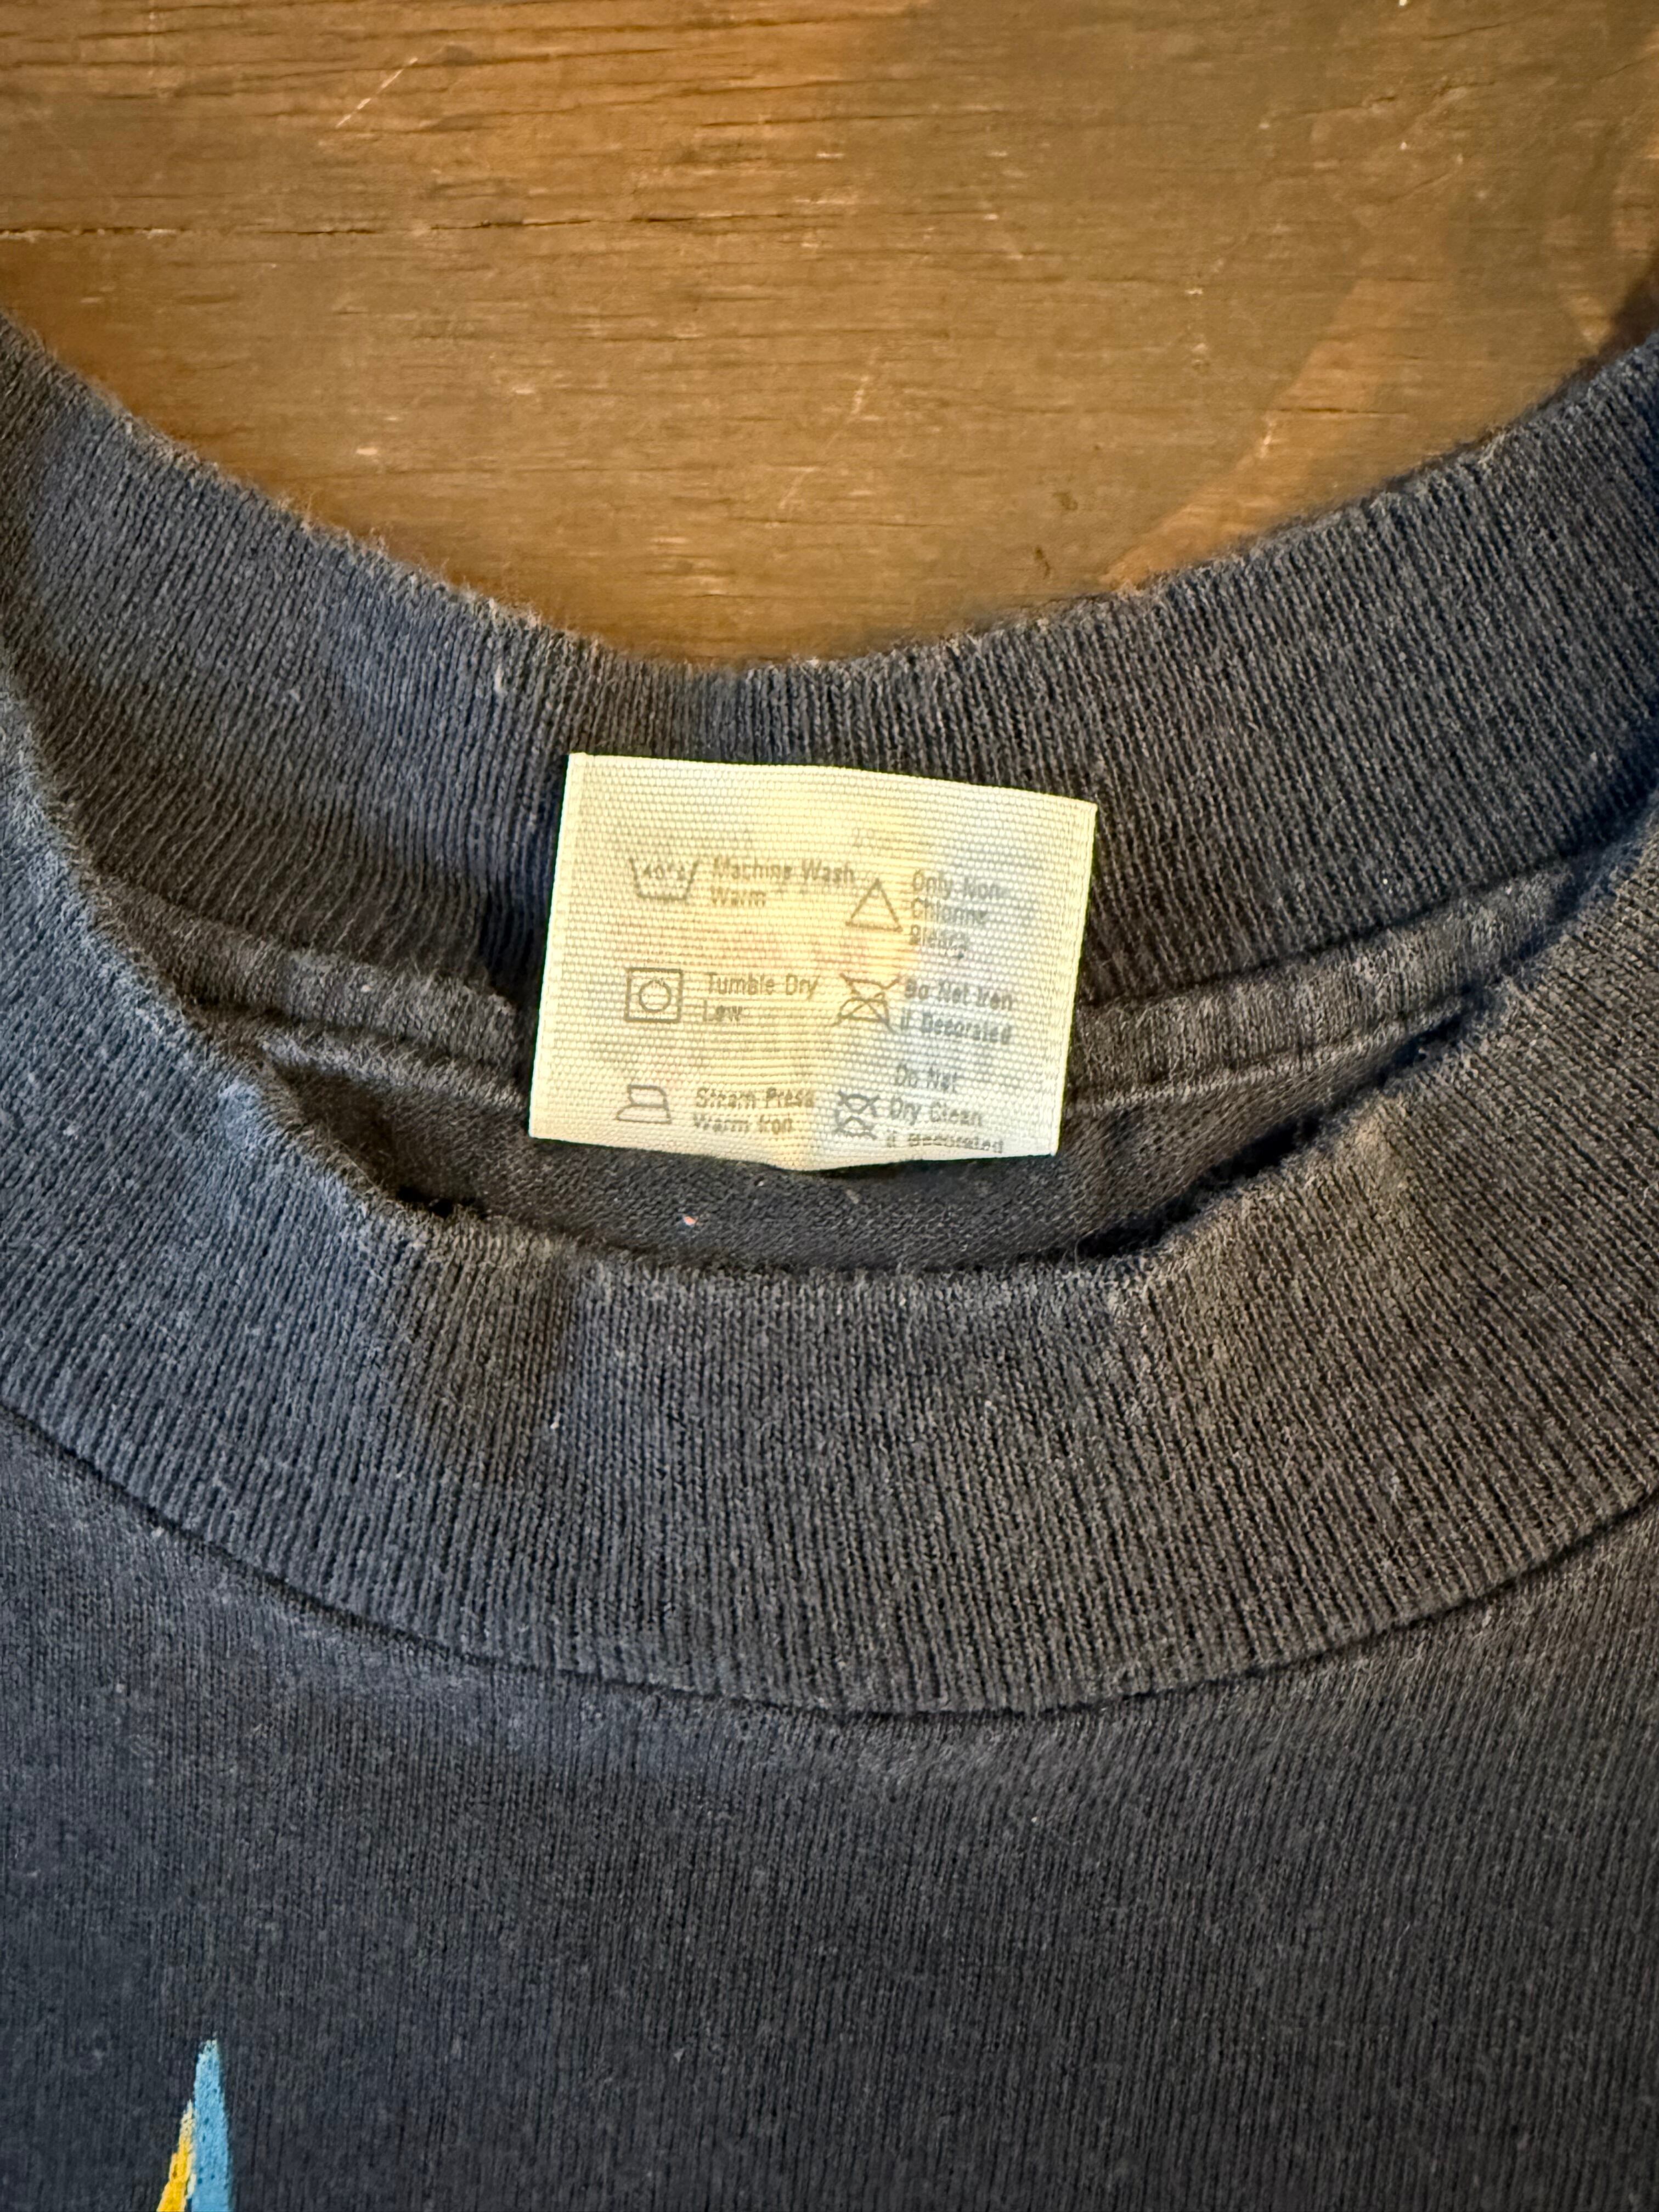 40°c
Machine Wash
Warm
Only Non-
Chlorine
Bleach
Tumble Dry
Low
Do Not Iron
if Decorated
Steam Press
Warm Iron
Do Not
Dry Clean
if Decorated